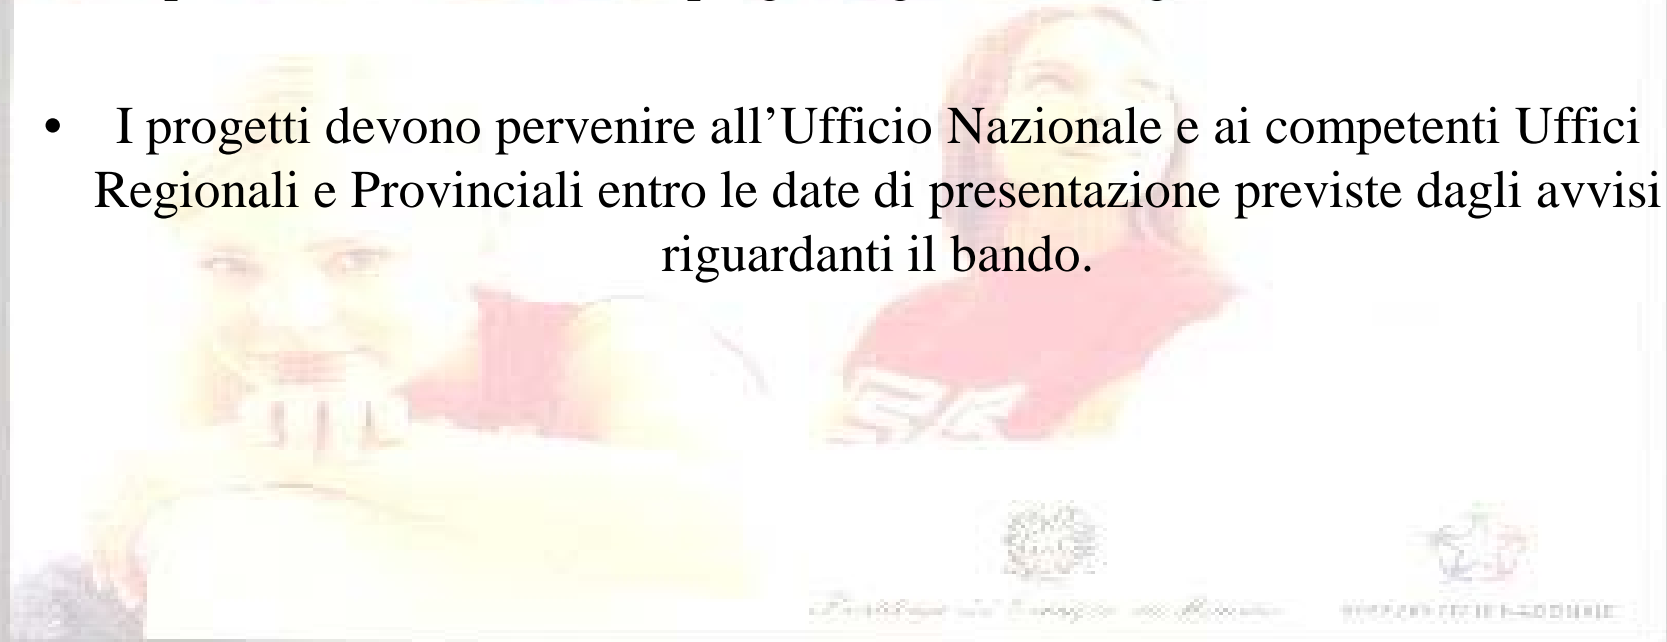 • I progetti devono pervenire all’Ufficio Nazionale e ai competenti Uffici
Regionali e Provinciali entro le date di presentazione previste dagli avvisi
riguardanti il bando.